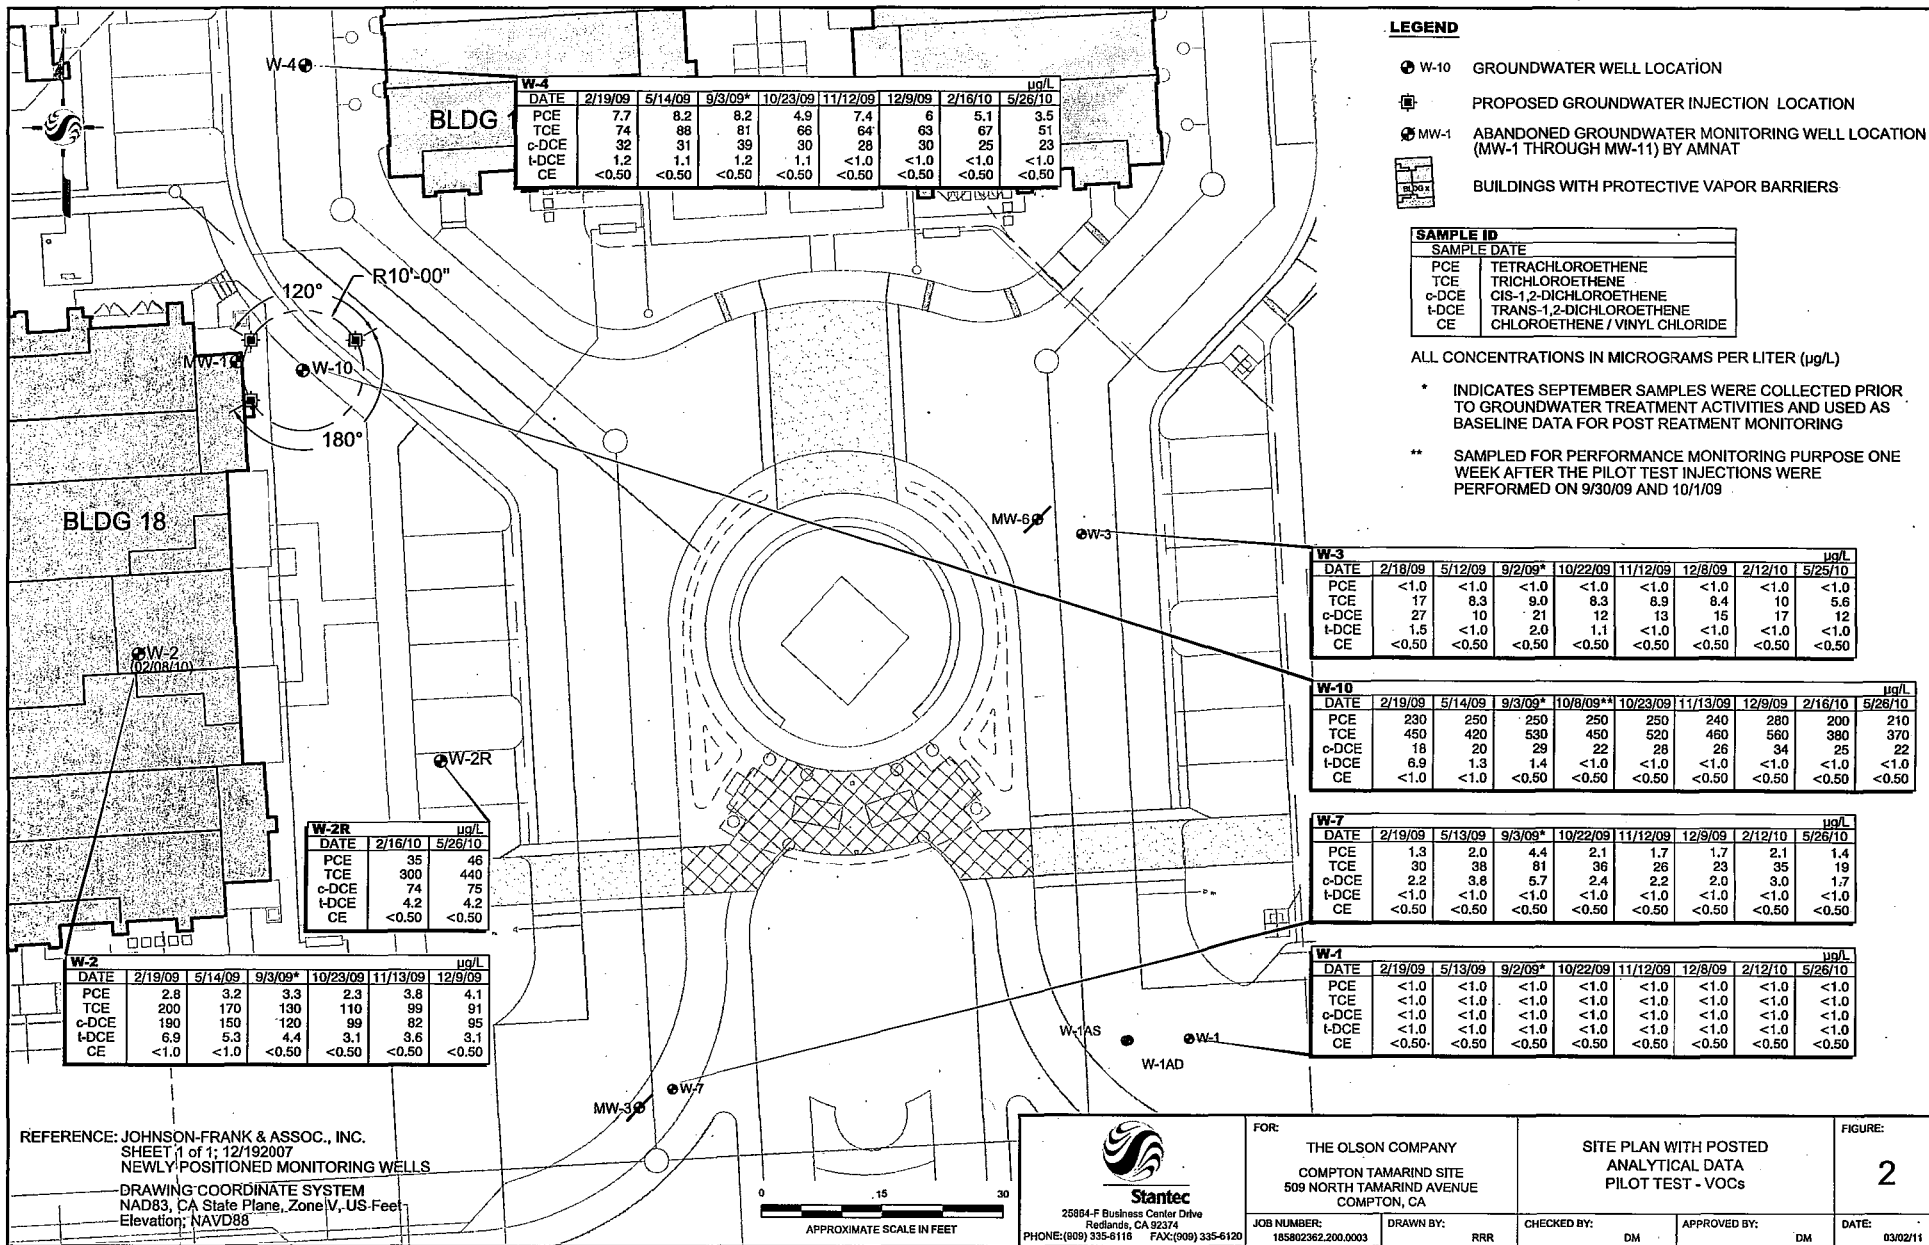 N
W-4
W-4 µg/L
DATE 2/19/09 5/14/09 9/3/09* 10/23/09 11/12/09 12/9/09 2/16/10 5/26/10
PCE 7.7 8.2 8.2 4.9 7.4 6 5.1 3.5
TCE 74 88 81 66 64 63 67 51
c-DCE 32 31 39 30 28 30 25 23
t-DCE 1.2 1.1 1.2 1.1 <1.0 <1.0 <1.0 <1.0
CE <0.50 <0.50 <0.50 <0.50 <0.50 <0.50 <0.50 <0.50
BLDG
LEGEND
W-10 GROUNDWATER WELL LOCATION
PROPOSED GROUNDWATER INJECTION LOCATION
MW-1 ABANDONED GROUNDWATER MONITORING WELL LOCATION
(MW-1 THROUGH MW-11) BY AMNAT
BLDG X
BUILDINGS WITH PROTECTIVE VAPOR BARRIERS
SAMPLE ID
SAMPLE DATE
PCE TETRACHLOROETHENE
TCE TRICHLOROETHENE
c-DCE CIS-1,2-DICHLOROETHENE
t-DCE TRANS-1,2-DICHLOROETHENE
CE CHLOROETHENE / VINYL CHLORIDE
ALL CONCENTRATIONS IN MICROGRAMS PER LITER (µg/L)
* INDICATES SEPTEMBER SAMPLES WERE COLLECTED PRIOR
TO GROUNDWATER TREATMENT ACTIVITIES AND USED AS
BASELINE DATA FOR POST REATMENT MONITORING
** SAMPLED FOR PERFORMANCE MONITORING PURPOSE ONE
WEEK AFTER THE PILOT TEST INJECTIONS WERE
PERFORMED ON 9/30/09 AND 10/1/09
R10'-00"
120°
MW-1
W-10
180°
BLDG 18
MW-6
W-3
W-3 µg/L
DATE 2/18/09 5/12/09 9/2/09* 10/22/09 11/12/09 12/8/09 2/12/10 5/25/10
PCE <1.0 <1.0 <1.0 <1.0 <1.0 <1.0 <1.0 <1.0
TCE 17 8.3 9.0 8.3 8.9 8.4 10 5.6
c-DCE 27 10 21 12 13 15 17 12
t-DCE 1.5 <1.0 2.0 1.1 <1.0 <1.0 <1.0 <1.0
CE <0.50 <0.50 <0.50 <0.50 <0.50 <0.50 <0.50 <0.50
W-2
(02/08/10)
W-10 µg/L
DATE 2/19/09 5/14/09 9/3/09* 10/8/09** 10/23/09 11/13/09 12/9/09 2/16/10 5/26/10
PCE 230 250 250 250 250 240 280 200 210
TCE 450 420 530 450 520 460 560 380 370
c-DCE 18 20 29 22 28 26 34 25 22
t-DCE 6.9 1.3 1.4 <1.0 <1.0 <1.0 <1.0 <1.0 <1.0
CE <1.0 <1.0 <0.50 <0.50 <0.50 <0.50 <0.50 <0.50 <0.50
W-2R
W-2R µg/L
DATE 2/16/10 5/26/10
PCE 35 46
TCE 300 440
c-DCE 74 75
t-DCE 4.2 4.2
CE <0.50 <0.50
W-7 µg/L
DATE 2/19/09 5/13/09 9/3/09* 10/22/09 11/12/09 12/9/09 2/12/10 5/26/10
PCE 1.3 2.0 4.4 2.1 1.7 1.7 2.1 1.4
TCE 30 38 81 36 26 23 35 19
c-DCE 2.2 3.8 5.7 2.4 2.2 2.0 3.0 1.7
t-DCE <1.0 <1.0 <1.0 <1.0 <1.0 <1.0 <1.0 <1.0
CE <0.50 <0.50 <0.50 <0.50 <0.50 <0.50 <0.50 <0.50
W-2 µg/L
DATE 2/19/09 5/14/09 9/3/09* 10/23/09 11/13/09 12/9/09
PCE 2.8 3.2 3.3 2.3 3.8 4.1
TCE 200 170 130 110 99 91
c-DCE 190 150 120 99 82 95
t-DCE 6.9 5.3 4.4 3.1 3.6 3.1
CE <1.0 <1.0 <0.50 <0.50 <0.50 <0.50
W-1 µg/L
DATE 2/19/09 5/13/09 9/2/09* 10/22/09 11/12/09 12/8/09 2/12/10 5/26/10
PCE <1.0 <1.0 <1.0 <1.0 <1.0 <1.0 <1.0 <1.0
TCE <1.0 <1.0 <1.0 <1.0 <1.0 <1.0 <1.0 <1.0
c-DCE <1.0 <1.0 <1.0 <1.0 <1.0 <1.0 <1.0 <1.0
t-DCE <1.0 <1.0 <1.0 <1.0 <1.0 <1.0 <1.0 <1.0
CE <0.50 <0.50 <0.50 <0.50 <0.50 <0.50 <0.50 <0.50
W-1AS
W-1
W-1AD
W-7
MW-3
REFERENCE: JOHNSON-FRANK & ASSOC., INC.
SHEET 1 of 1; 12/192007
NEWLY POSITIONED MONITORING WELLS
DRAWING COORDINATE SYSTEM
NAD83, CA State Plane, Zone V, US Feet
Elevation; NAVD88
0 15 30
APPROXIMATE SCALE IN FEET
Stantec
25864-F Business Center Drive
Redlands, CA 92374
PHONE:(909) 335-6116 FAX:(909) 335-6120
FOR:
THE OLSON COMPANY
COMPTON TAMARIND SITE
509 NORTH TAMARIND AVENUE
COMPTON, CA
SITE PLAN WITH POSTED
ANALYTICAL DATA
PILOT TEST - VOCs
FIGURE:
2
JOB NUMBER: 185802362.200.0003
DRAWN BY: RRR
CHECKED BY: DM
APPROVED BY: DM
DATE: 03/02/11